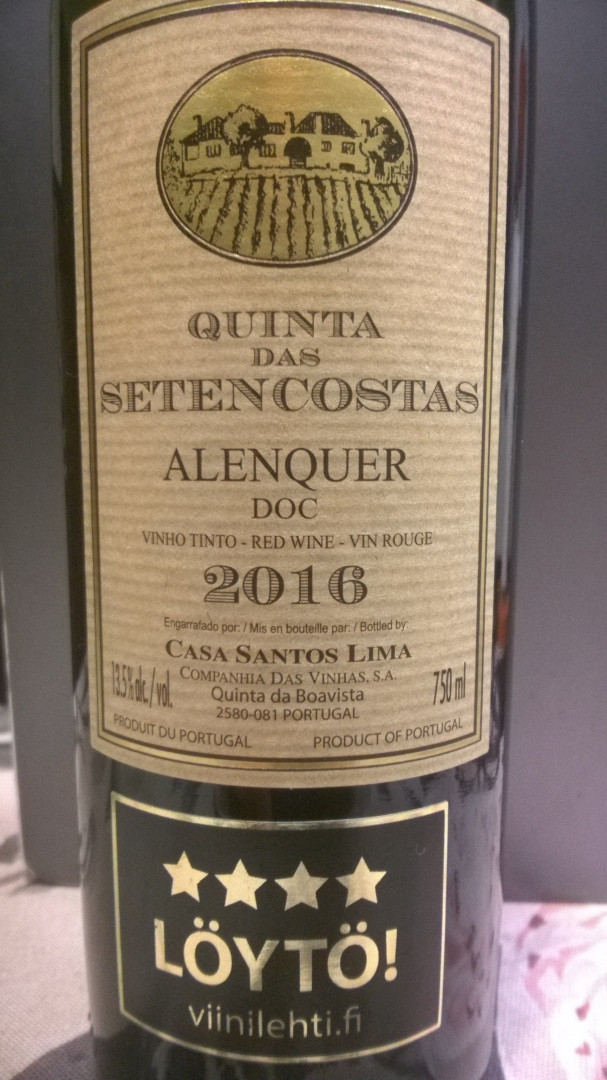 QUINTA
DAS
SETENCOSTAS
ALENQUER
DOC
VINHO TINTO - RED WINE - VIN ROUGE
2016
Engarrafado por: / Mis en bouteille par: / Bottled by:
CASA SANTOS LIMA
COMPANHIA DAS VINHAS, S.A.
13.5% alc. / vol.
Quinta da Boavista
750 ml
2580-081 PORTUGAL
PRODUIT DU PORTUGAL
PRODUCT OF PORTUGAL
LÖYTÖ!
viinilehti.fi